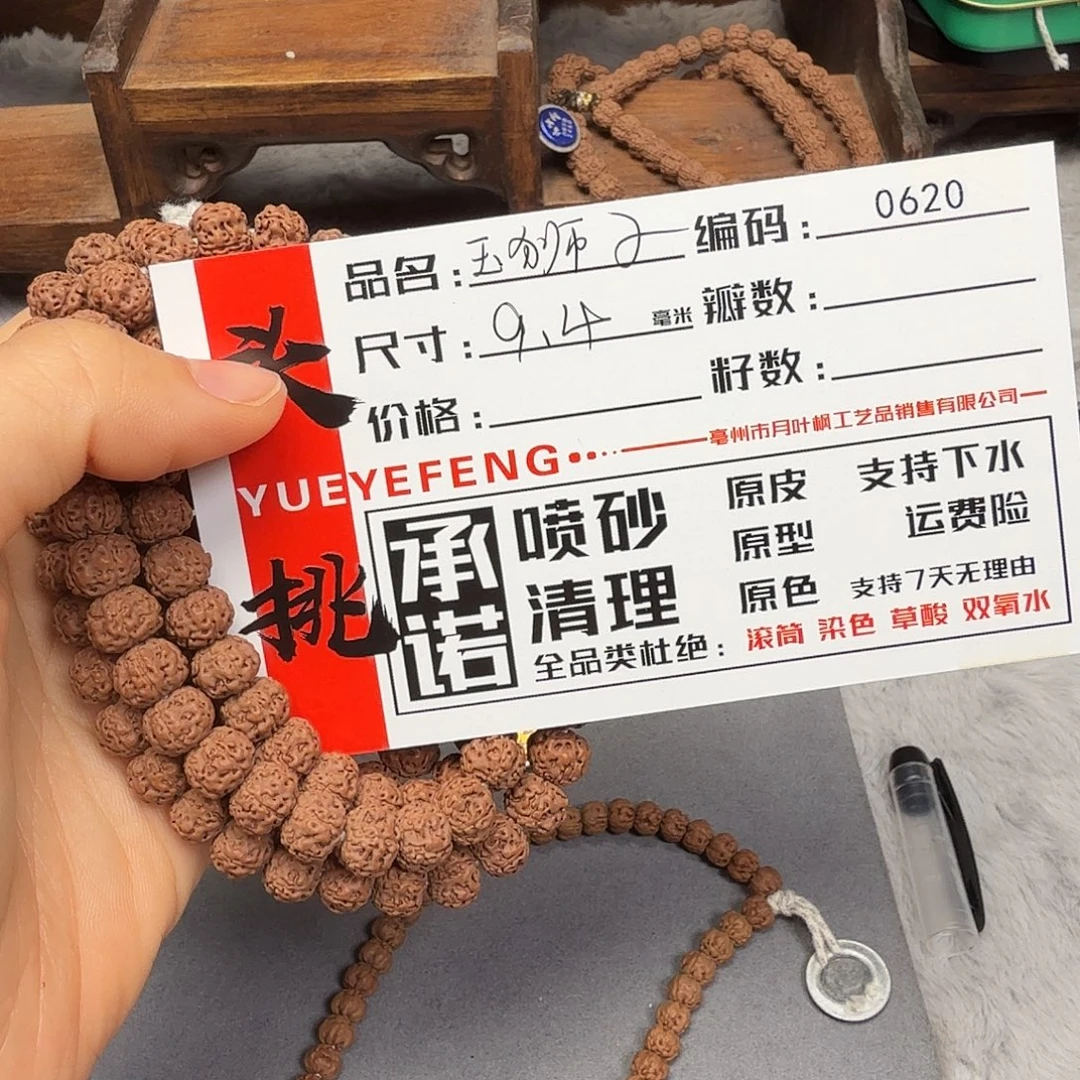 头挑
YUEYEFENG
品名：玉狮子
编码：0620
尺寸：9.4毫米
瓣数：
价格：
籽数：
亳州市月叶枫工艺品销售有限公司
承诺
喷砂
清理
原皮
原型
原色
支持下水
运费险
支持7天无理由
全品类杜绝：滚筒 染色 草酸 双氧水